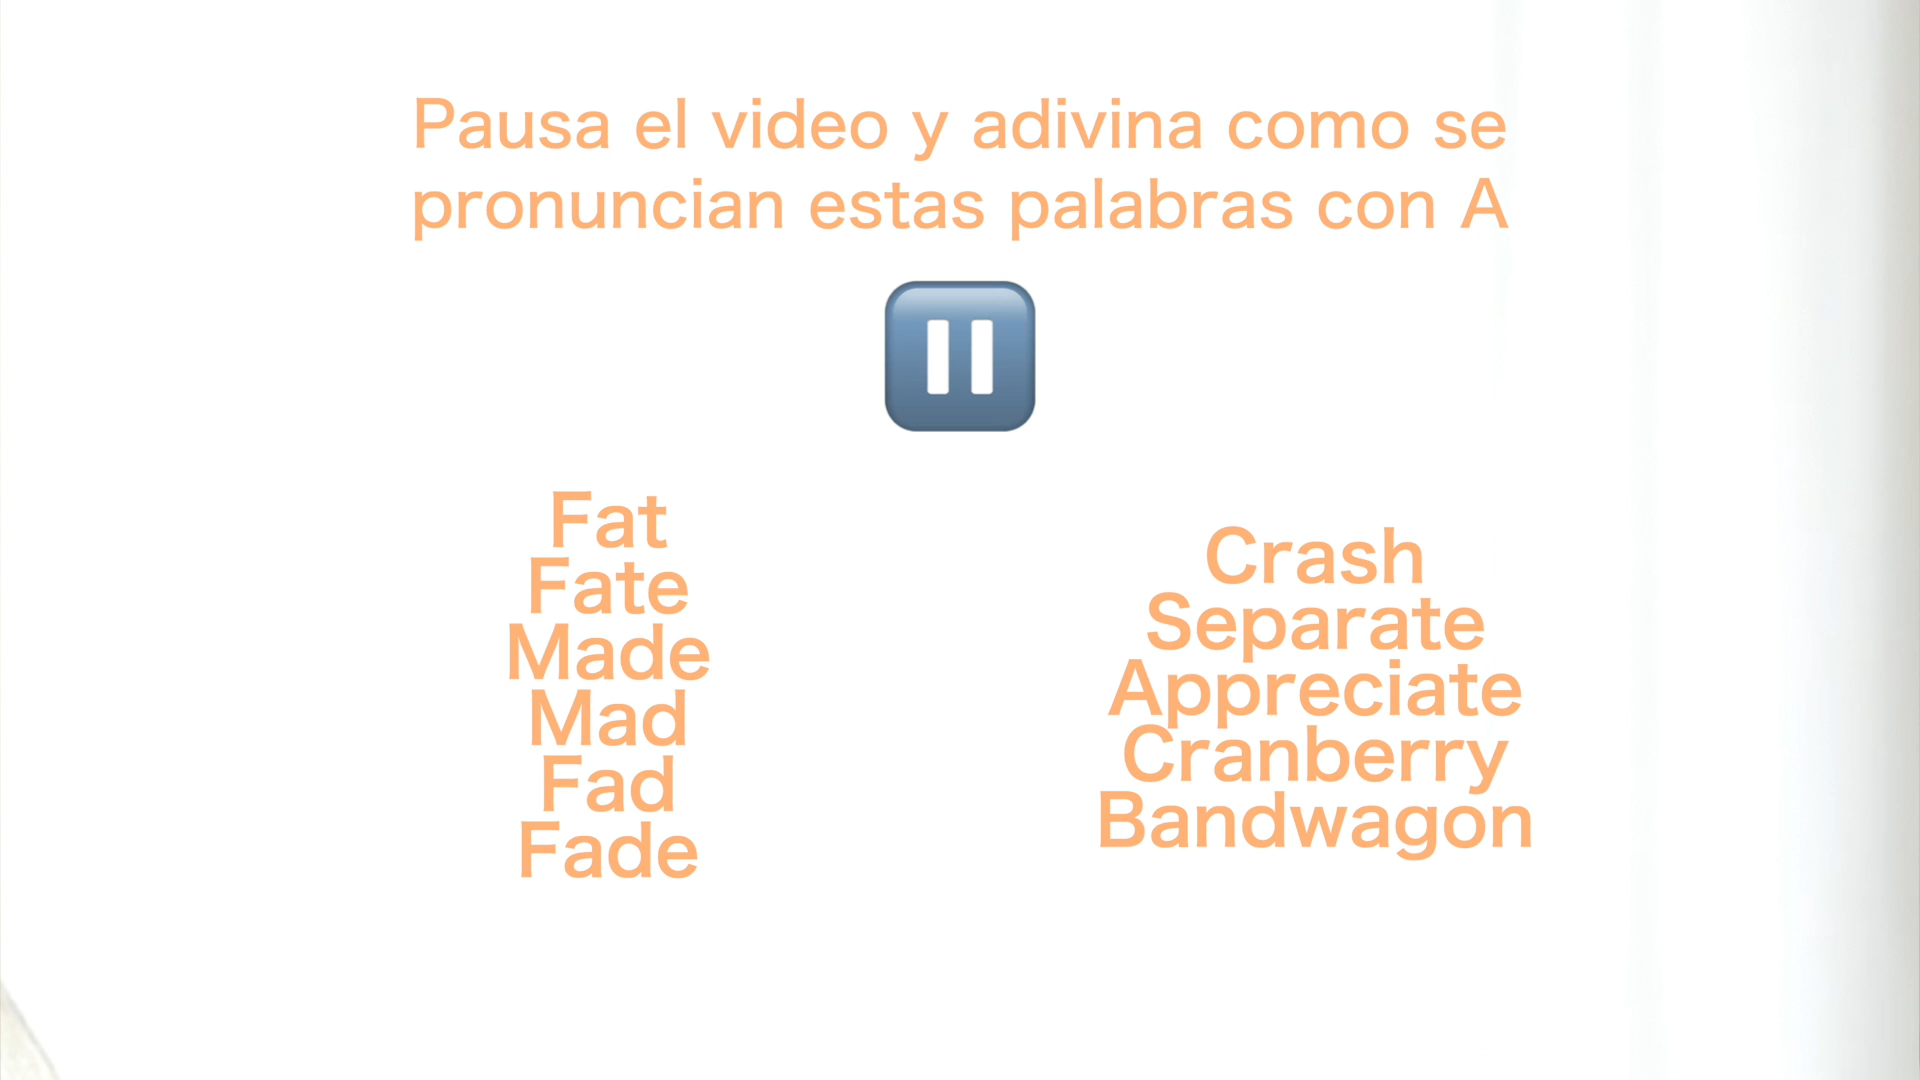 Pausa el video y adivina como se
pronuncian estas palabras con A
Fat
Fate
Made
Mad
Fad
Fade
Crash
Separate
Appreciate
Cranberry
Bandwagon